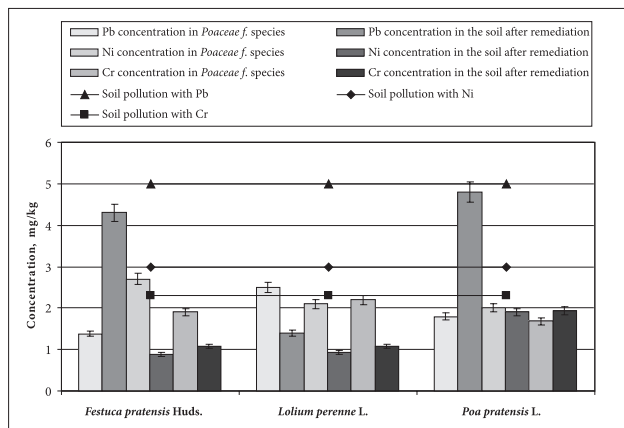 Pb concentration in Poaceae f. species
Pb concentration in the soil after remediation
Ni concentration in Poaceae f. species
Ni concentration in the soil after remediation
Cr concentration in Poaceae f. species
Cr concentration in the soil after remediation
Soil pollution with Pb
Soil pollution with Ni
Soil pollution with Cr
Concentration, mg/kg
6
5
4
3
2
1
0
Festuca pratensis Huds.
Lolium perenne L.
Poa pratensis L.